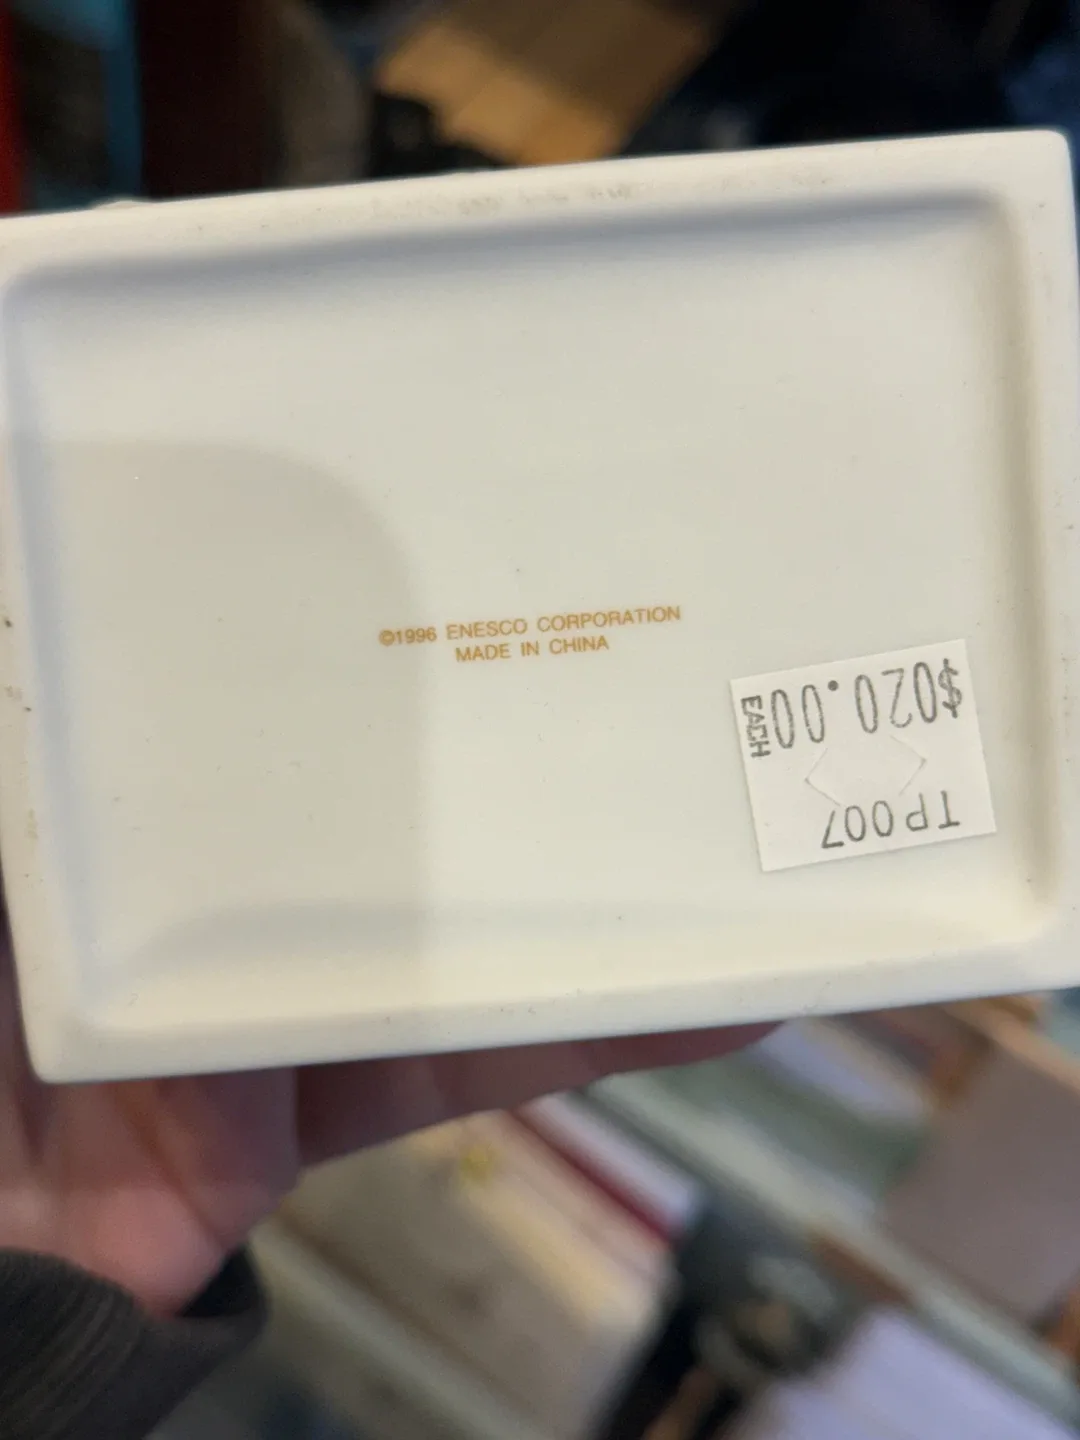 ©1996 ENESCO CORPORATION
MADE IN CHINA
TP007
$020.00
EACH